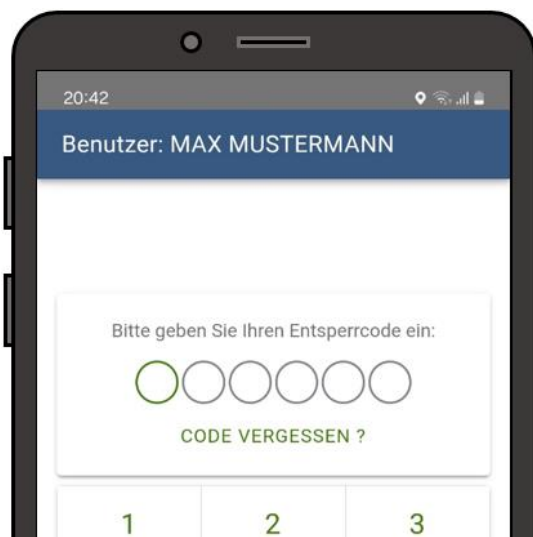 20:42
Benutzer: MAX MUSTERMANN
Bitte geben Sie Ihren Entsperrcode ein:
CODE VERGESSEN ?
1 2 3